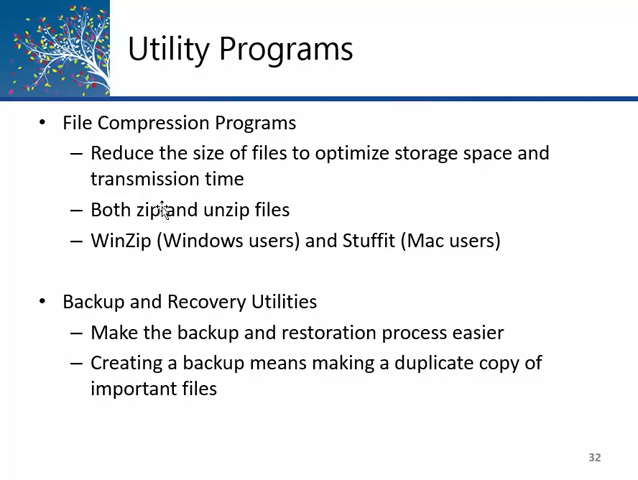 Utility Programs
• File Compression Programs
– Reduce the size of files to optimize storage space and
transmission time
– Both zip and unzip files
– WinZip (Windows users) and Stuffit (Mac users)
• Backup and Recovery Utilities
– Make the backup and restoration process easier
– Creating a backup means making a duplicate copy of
important files
32